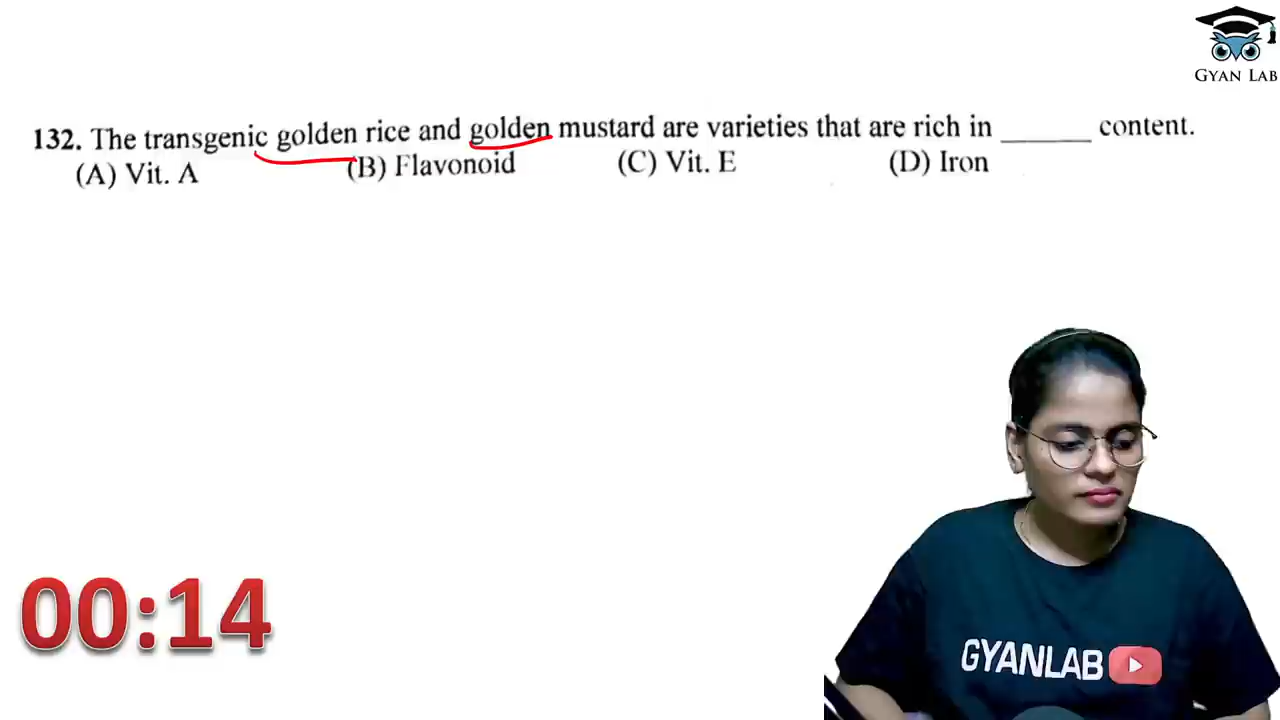 GYAN LAB
132. The transgenic golden rice and golden mustard are varieties that are rich in ______ content.
(A) Vit. A (B) Flavonoid (C) Vit. E (D) Iron
00:14
GYANLAB